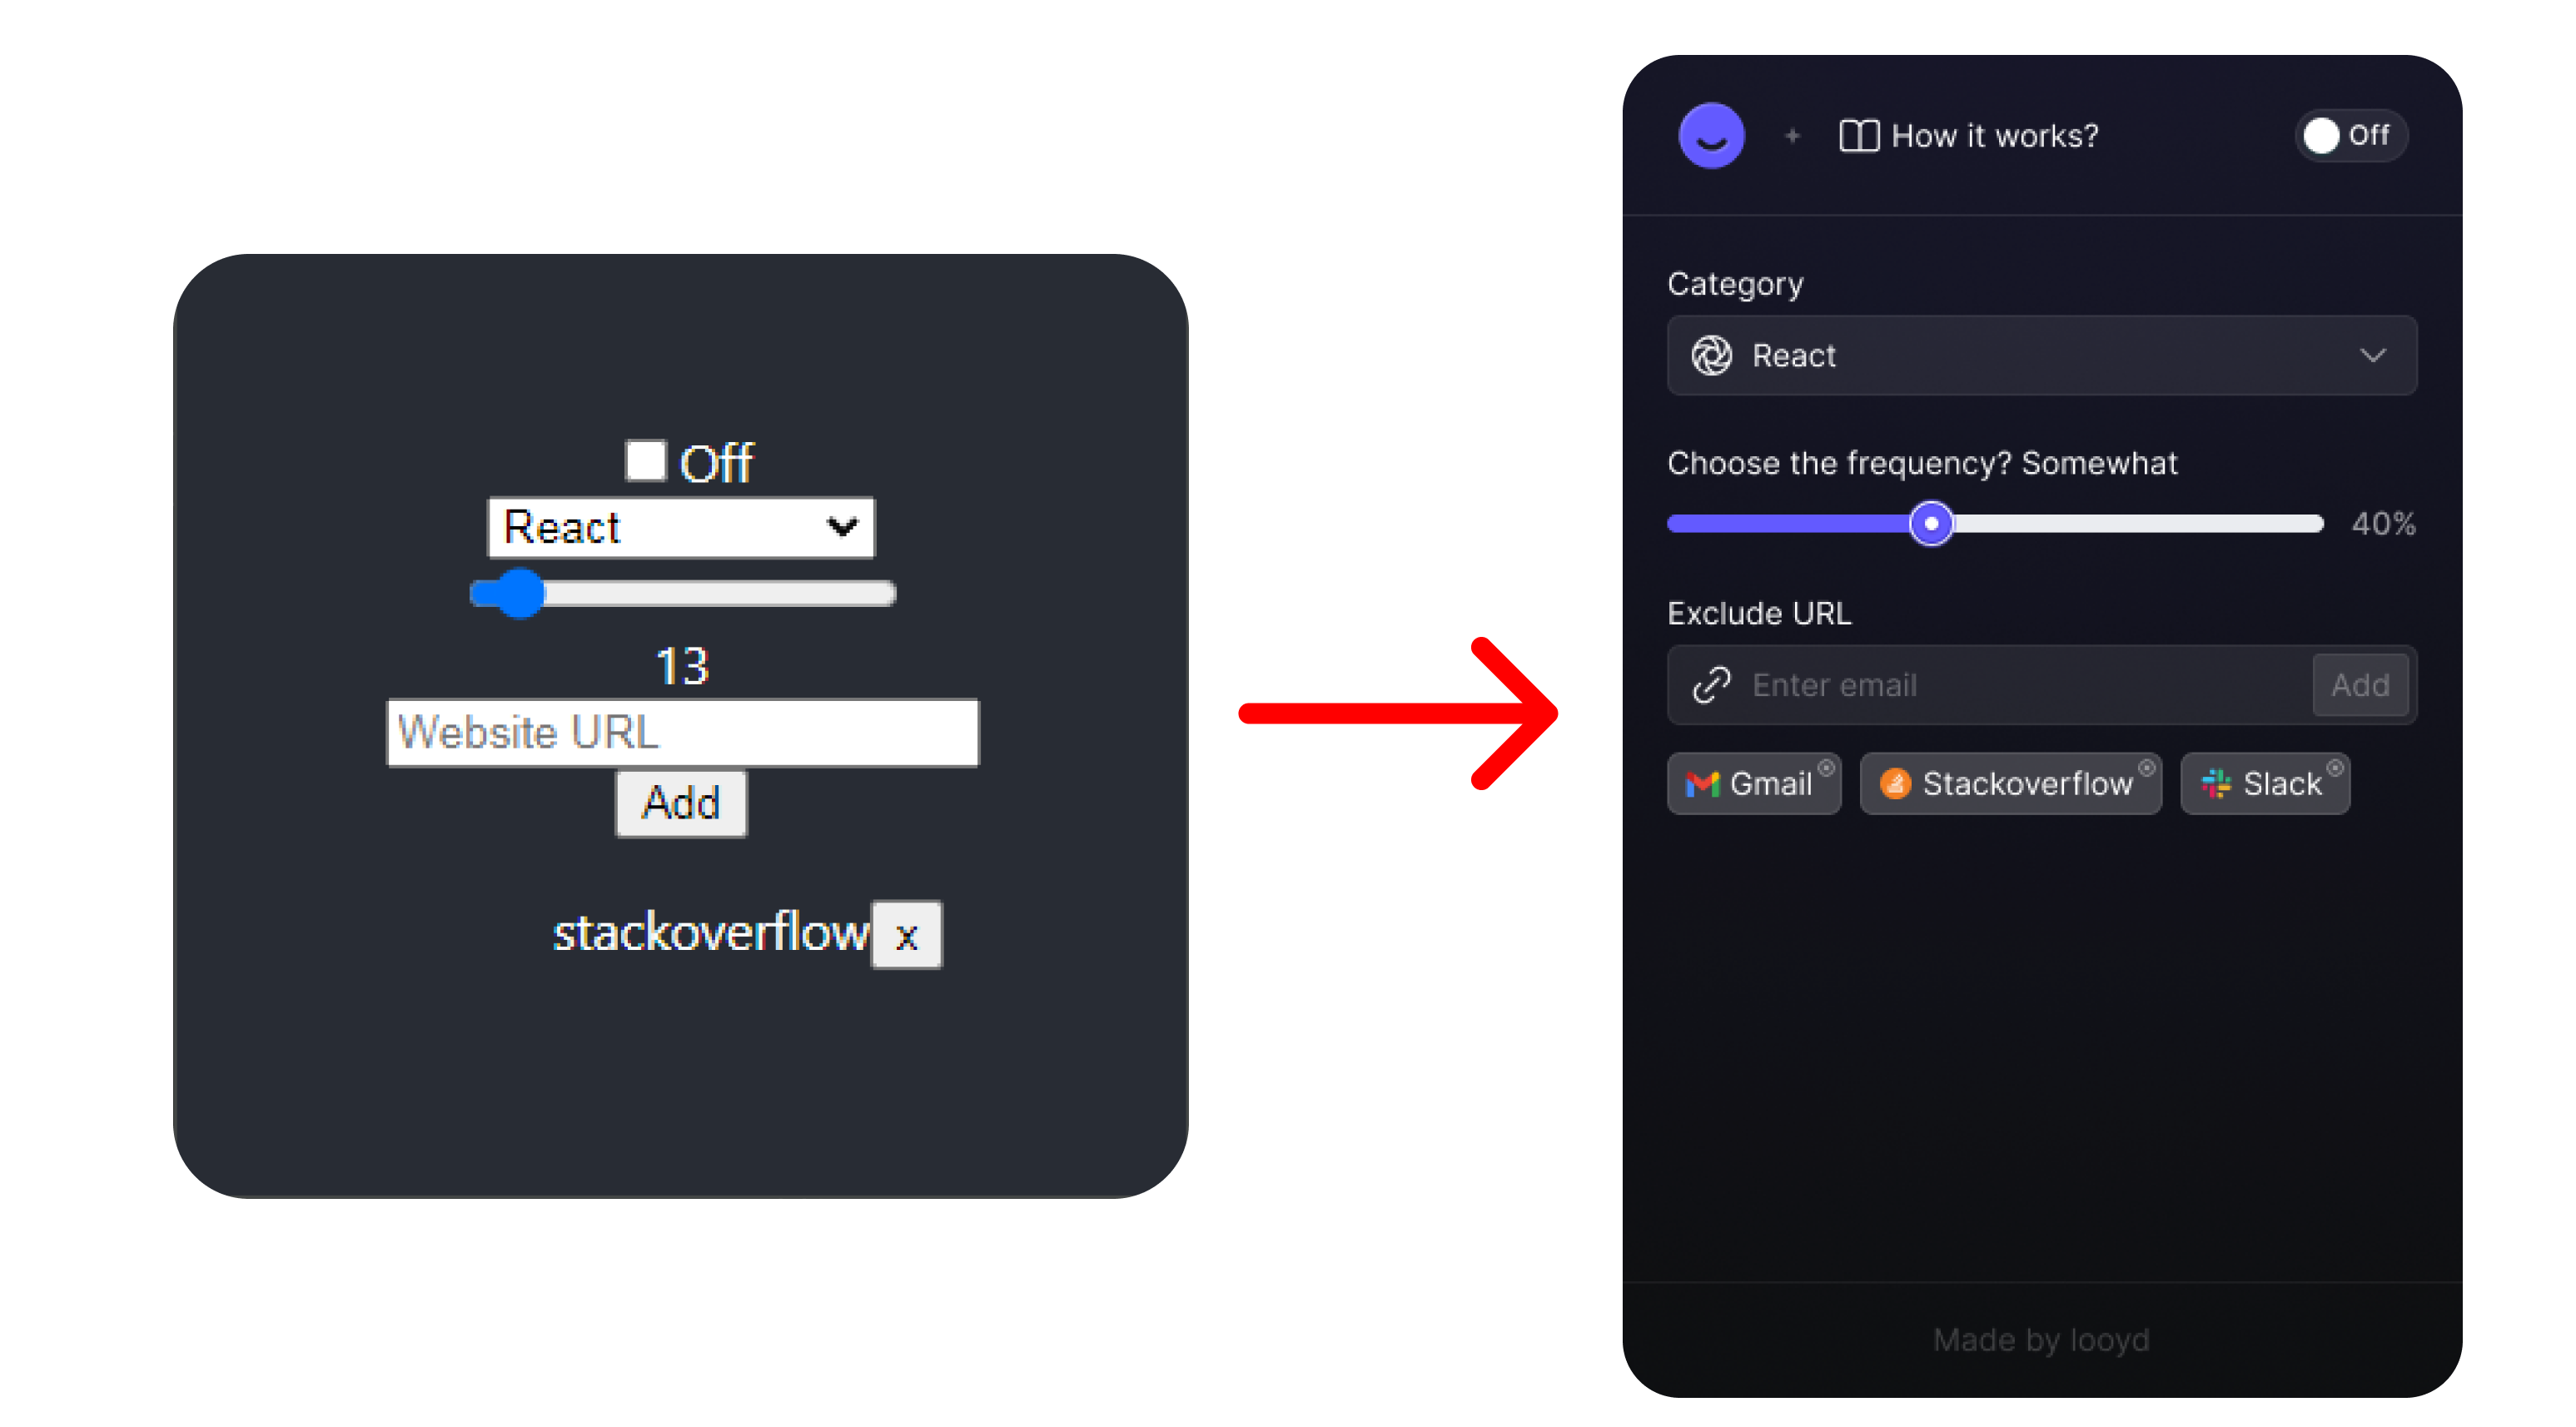 Off
React
13
Website URL
Add
stackoverflow x
How it works?
Off
Category
React
Choose the frequency? Somewhat
40%
Exclude URL
Enter email Add
Gmail Stackoverflow Slack
Made by looyd